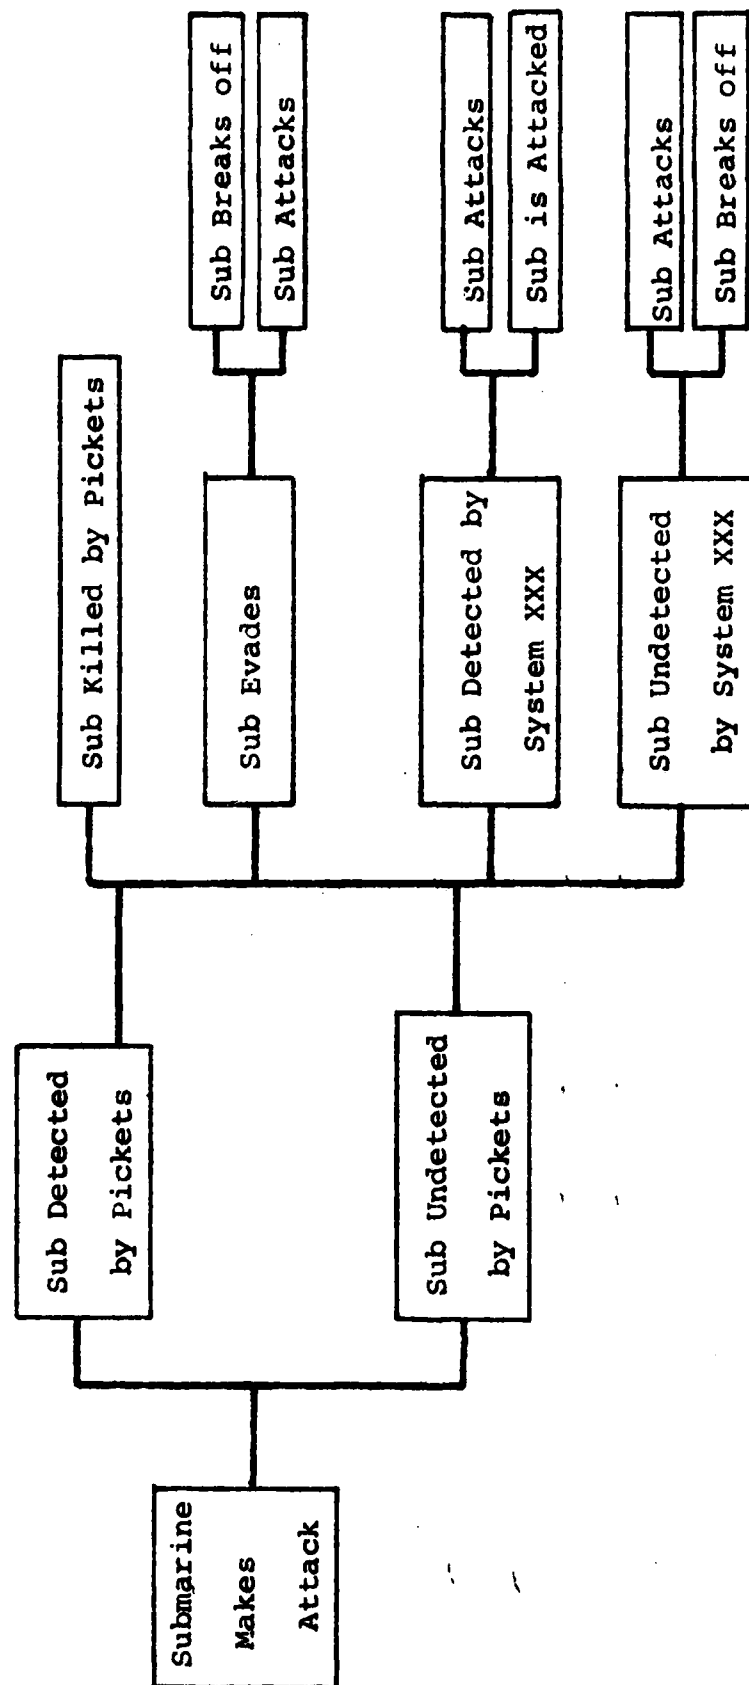 Submarine
Makes
Attack
Sub Detected
by Pickets
Sub Undetected
by Pickets
Sub Killed by Pickets
Sub Evades
Sub Detected by
System XXX
Sub Undetected
by System XXX
Sub Breaks off
Sub Attacks
Sub Attacks
Sub is Attacked
Sub Attacks
Sub Breaks off